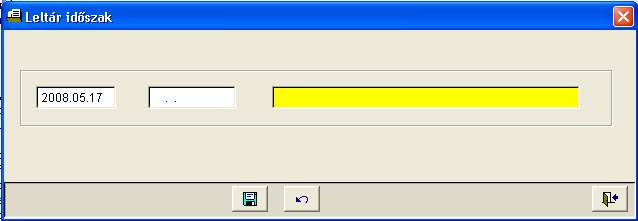 Leltár időszak
2008.05.17 . .